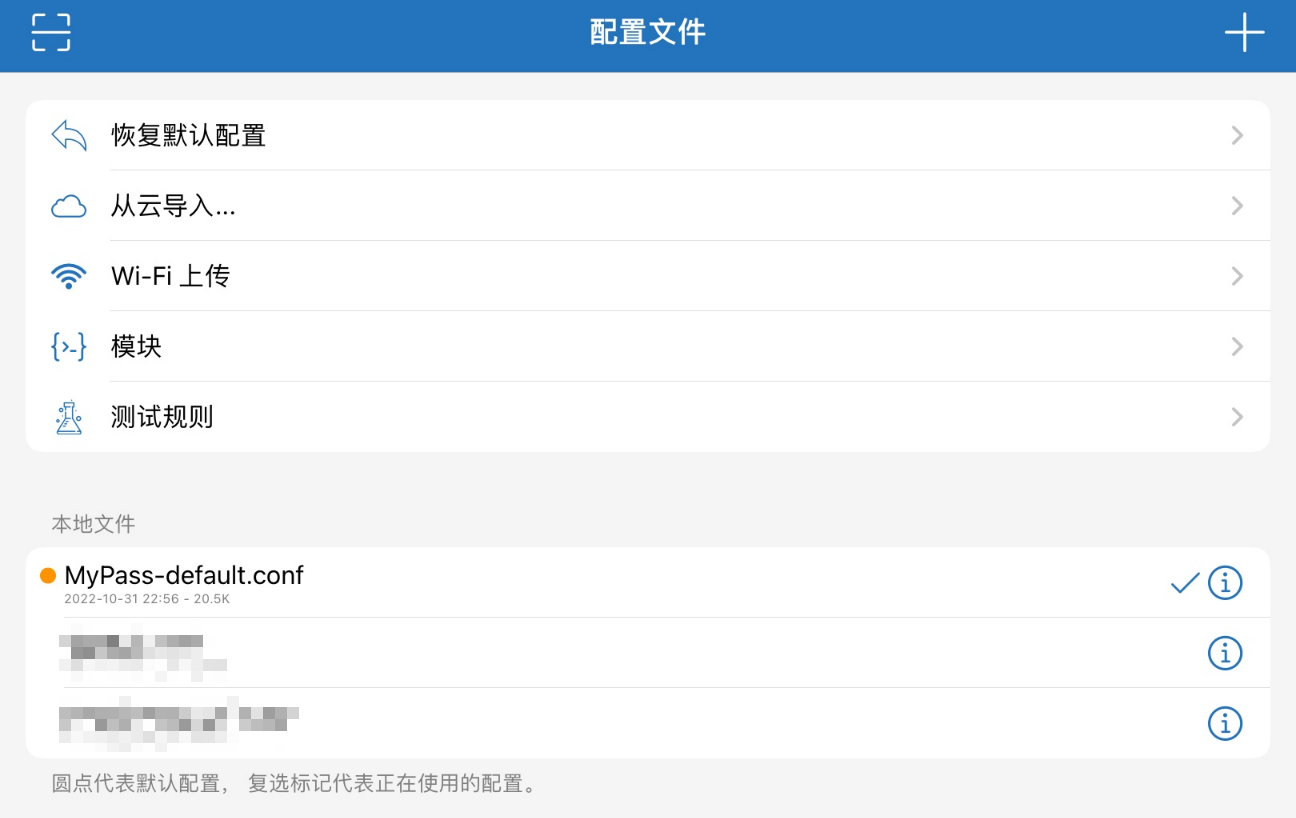 配置文件
恢复默认配置
从云导入...
Wi-Fi 上传
模块
测试规则
本地文件
MyPass-default.conf
2022-10-31 22:56 - 20.5K
圆点代表默认配置， 复选标记代表正在使用的配置。